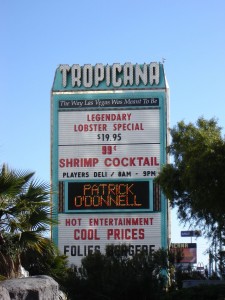 TROPICANA
The Way Las Vegas Was Meant To Be
LEGENDARY
LOBSTER SPECIAL
$19.95
99¢
SHRIMP COCKTAIL
PLAYERS DELI / 8AM - 9PM
PATRICK
O'DONNELL
HOT ENTERTAINMENT
COOL PRICES
FOLIES BERGERE